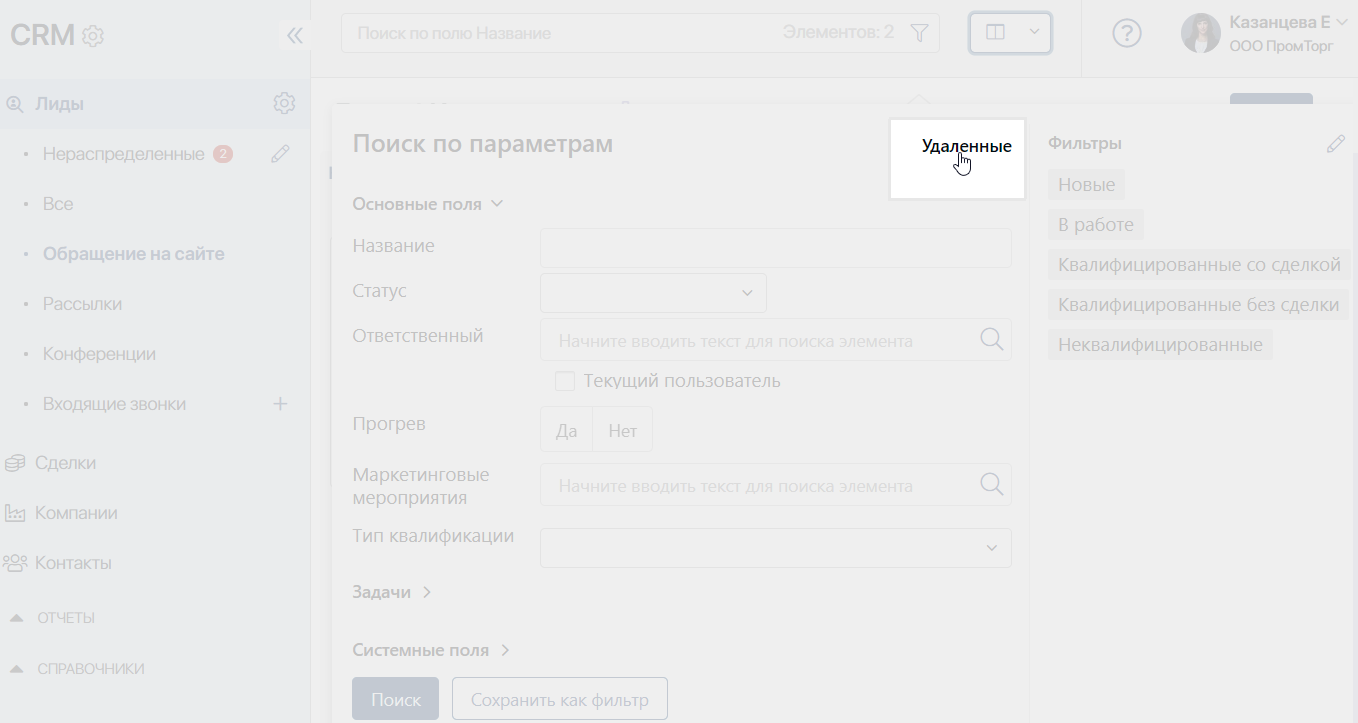 CRM
Поиск по полю Название
Элементов: 2
Казанцева Е
ООО ПромТорг
Лиды
Нераспределенные 2
Все
Обращение на сайте
Рассылки
Конференции
Входящие звонки
Сделки
Компании
Контакты
ОТЧЕТЫ
СПРАВОЧНИКИ
Поиск по параметрам
Удаленные
Основные поля
Название
Статус
Ответственный
Начните вводить текст для поиска элемента
Текущий пользователь
Прогрев
Да Нет
Маркетинговые
мероприятия
Начните вводить текст для поиска элемента
Тип квалификации
Задачи
Системные поля
Поиск
Сохранить как фильтр
Фильтры
Новые
В работе
Квалифицированные со сделкой
Квалифицированные без сделки
Неквалифицированные